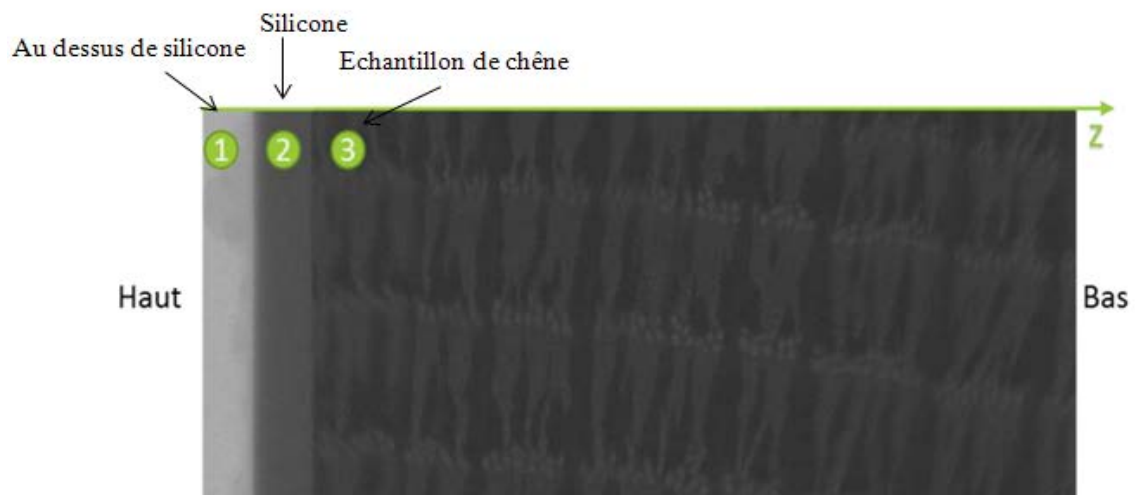 Silicone
Au dessus de silicone
Echantillon de chêne
1 2 3
Z
Haut
Bas